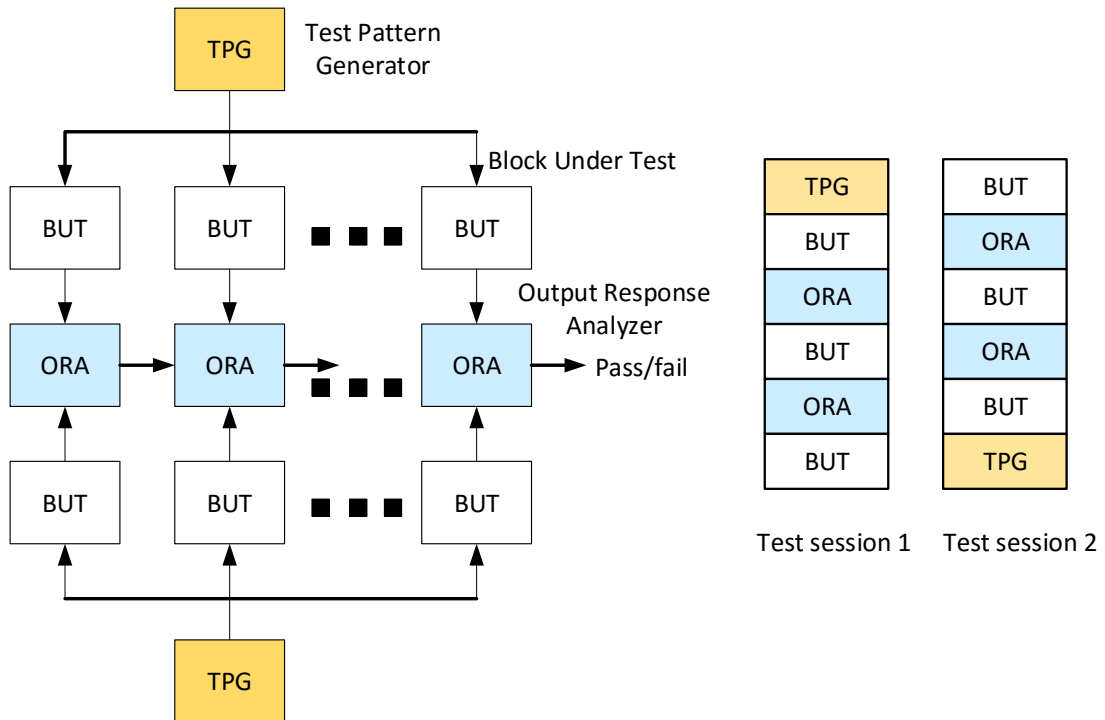 TPG
Test Pattern
Generator
Block Under Test
BUT
BUT
BUT
Output Response
Analyzer
ORA
ORA
ORA
Pass/fail
BUT
BUT
BUT
TPG
TPG
BUT
ORA
BUT
ORA
BUT
Test session 1
BUT
ORA
BUT
ORA
BUT
TPG
Test session 2